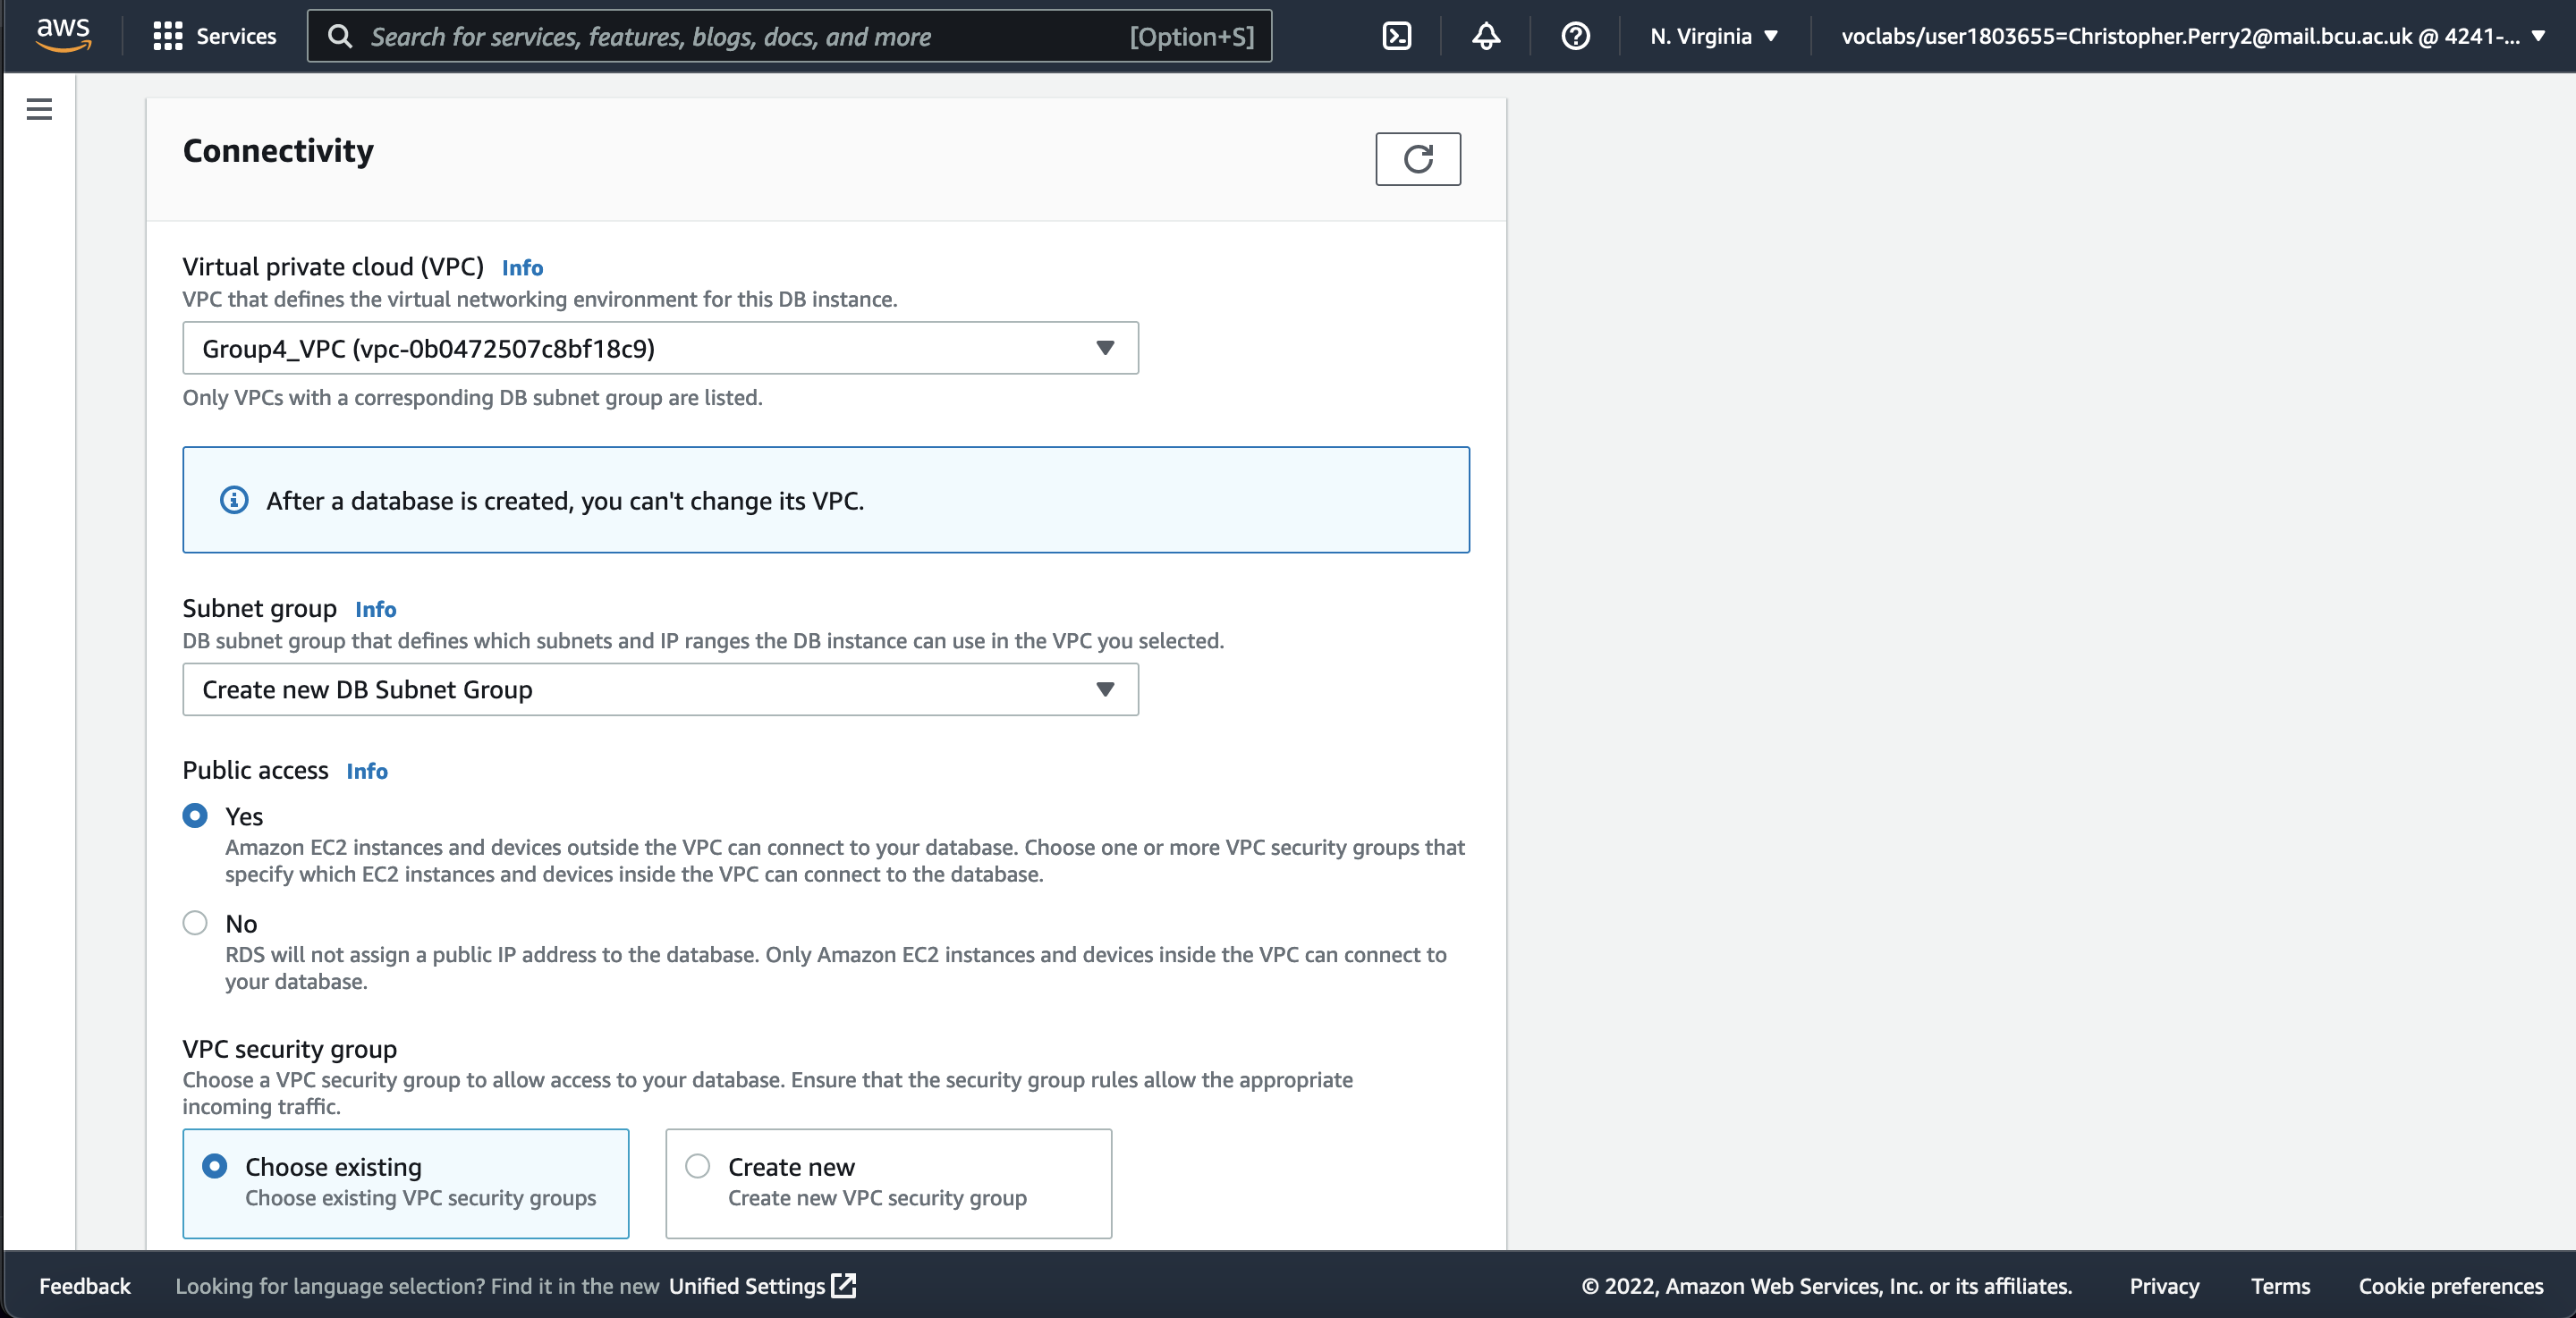 aws
Services
Search for services, features, blogs, docs, and more
[Option+S]
N. Virginia
voclabs/user1803655=Christopher.Perry2@mail.bcu.ac.uk @ 4241-...
Connectivity
Virtual private cloud (VPC) Info
VPC that defines the virtual networking environment for this DB instance.
Group4_VPC (vpc-0b0472507c8bf18c9)
Only VPCs with a corresponding DB subnet group are listed.
After a database is created, you can't change its VPC.
Subnet group Info
DB subnet group that defines which subnets and IP ranges the DB instance can use in the VPC you selected.
Create new DB Subnet Group
Public access Info
Yes
Amazon EC2 instances and devices outside the VPC can connect to your database. Choose one or more VPC security groups that
specify which EC2 instances and devices inside the VPC can connect to the database.
No
RDS will not assign a public IP address to the database. Only Amazon EC2 instances and devices inside the VPC can connect to
your database.
VPC security group
Choose a VPC security group to allow access to your database. Ensure that the security group rules allow the appropriate
incoming traffic.
Choose existing
Choose existing VPC security groups
Create new
Create new VPC security group
Feedback
Looking for language selection? Find it in the new Unified Settings
© 2022, Amazon Web Services, Inc. or its affiliates.
Privacy
Terms
Cookie preferences